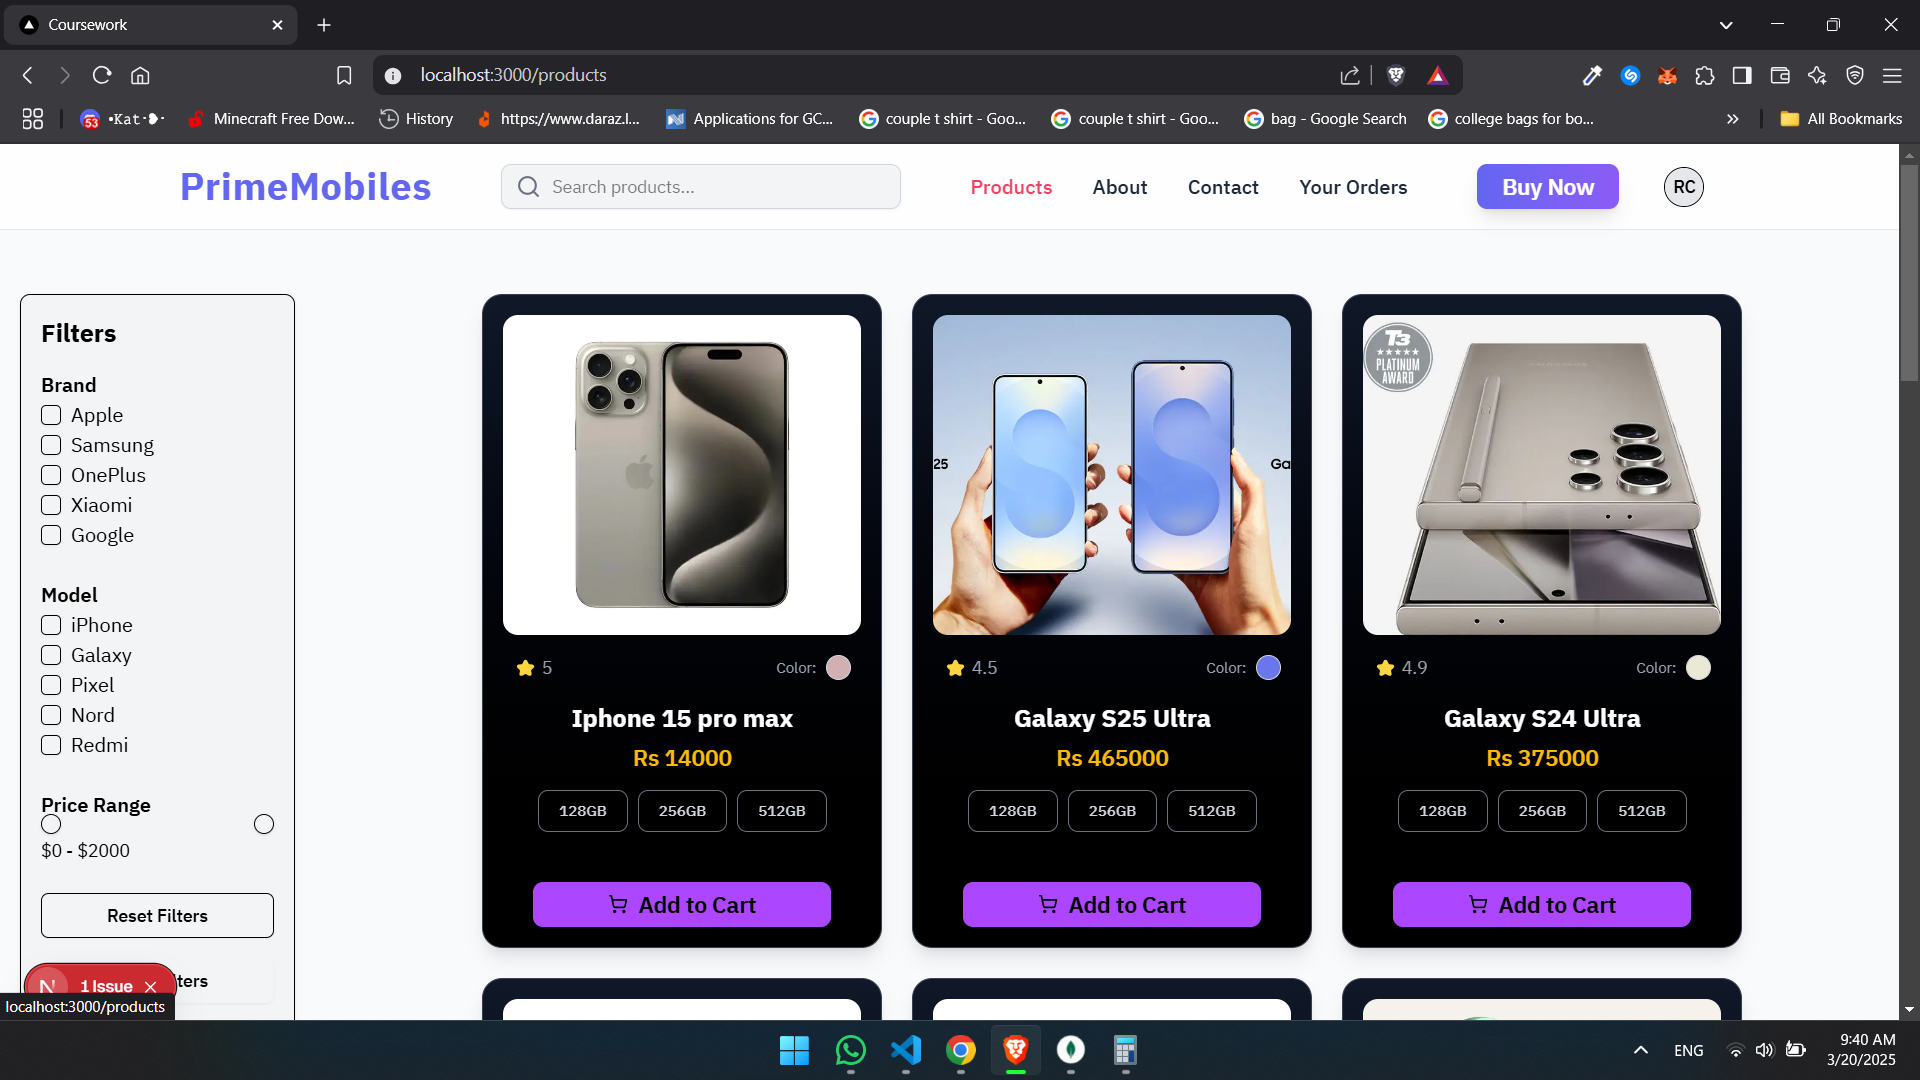 Coursework
localhost:3000/products
53 •Kat·❥·
Minecraft Free Dow...
History
https://www.daraz.l...
Applications for GC...
couple t shirt - Goo...
couple t shirt - Goo...
bag - Google Search
college bags for bo...
All Bookmarks
PrimeMobiles
Search products...
Products
About
Contact
Your Orders
Buy Now
RC
Filters
Brand
Apple
Samsung
OnePlus
Xiaomi
Google
Model
iPhone
Galaxy
Pixel
Nord
Redmi
Price Range
$0 - $2000
Reset Filters
lters
N 1 Issue
localhost:3000/products
5
Color:
Iphone 15 pro max
Rs 14000
128GB
256GB
512GB
Add to Cart
25
Ga
4.5
Color:
Galaxy S25 Ultra
Rs 465000
128GB
256GB
512GB
Add to Cart
T3
PLATINUM
AWARD
4.9
Color:
Galaxy S24 Ultra
Rs 375000
128GB
256GB
512GB
Add to Cart
ENG
9:40 AM
3/20/2025